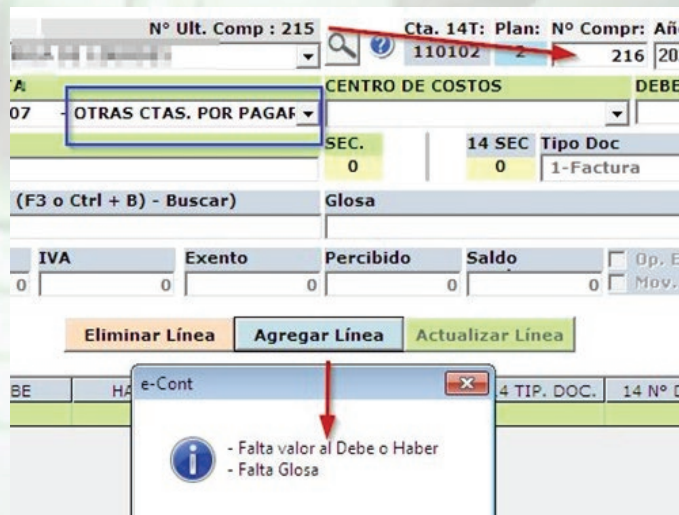 N° Ult. Comp : 215 Cta. 14T: Plan: N° Compr: Añ
110102 2 216 20
A CENTRO DE COSTOS DEBE
07 - OTRAS CTAS. POR PAGAR
SEC. 14 SEC Tipo Doc
0 0 1-Factura
(F3 o Ctrl + B) - Buscar) Glosa
IVA Exento Percibido Saldo Op. E
0 0 0 0 0 Mov.
Eliminar Línea Agregar Línea Actualizar Línea
BE HA 4 TIP. DOC. 14 N° D
e-Cont
- Falta valor al Debe o Haber
- Falta Glosa